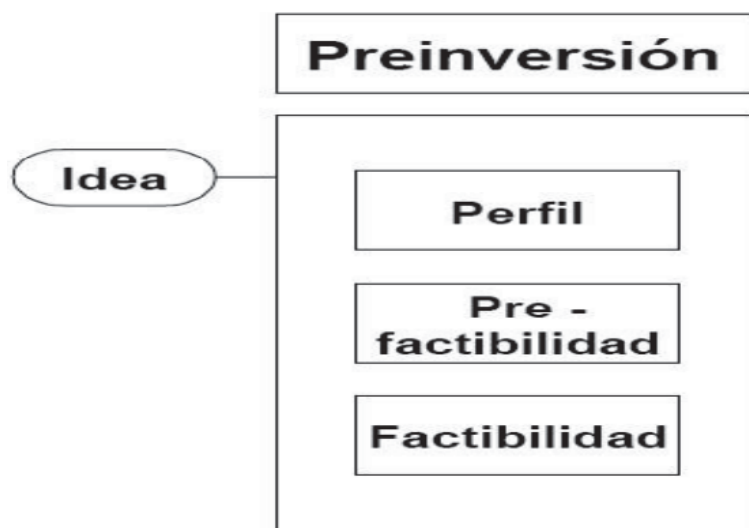 Preinversión
Idea
Perfil
Pre -
factibilidad
Factibilidad